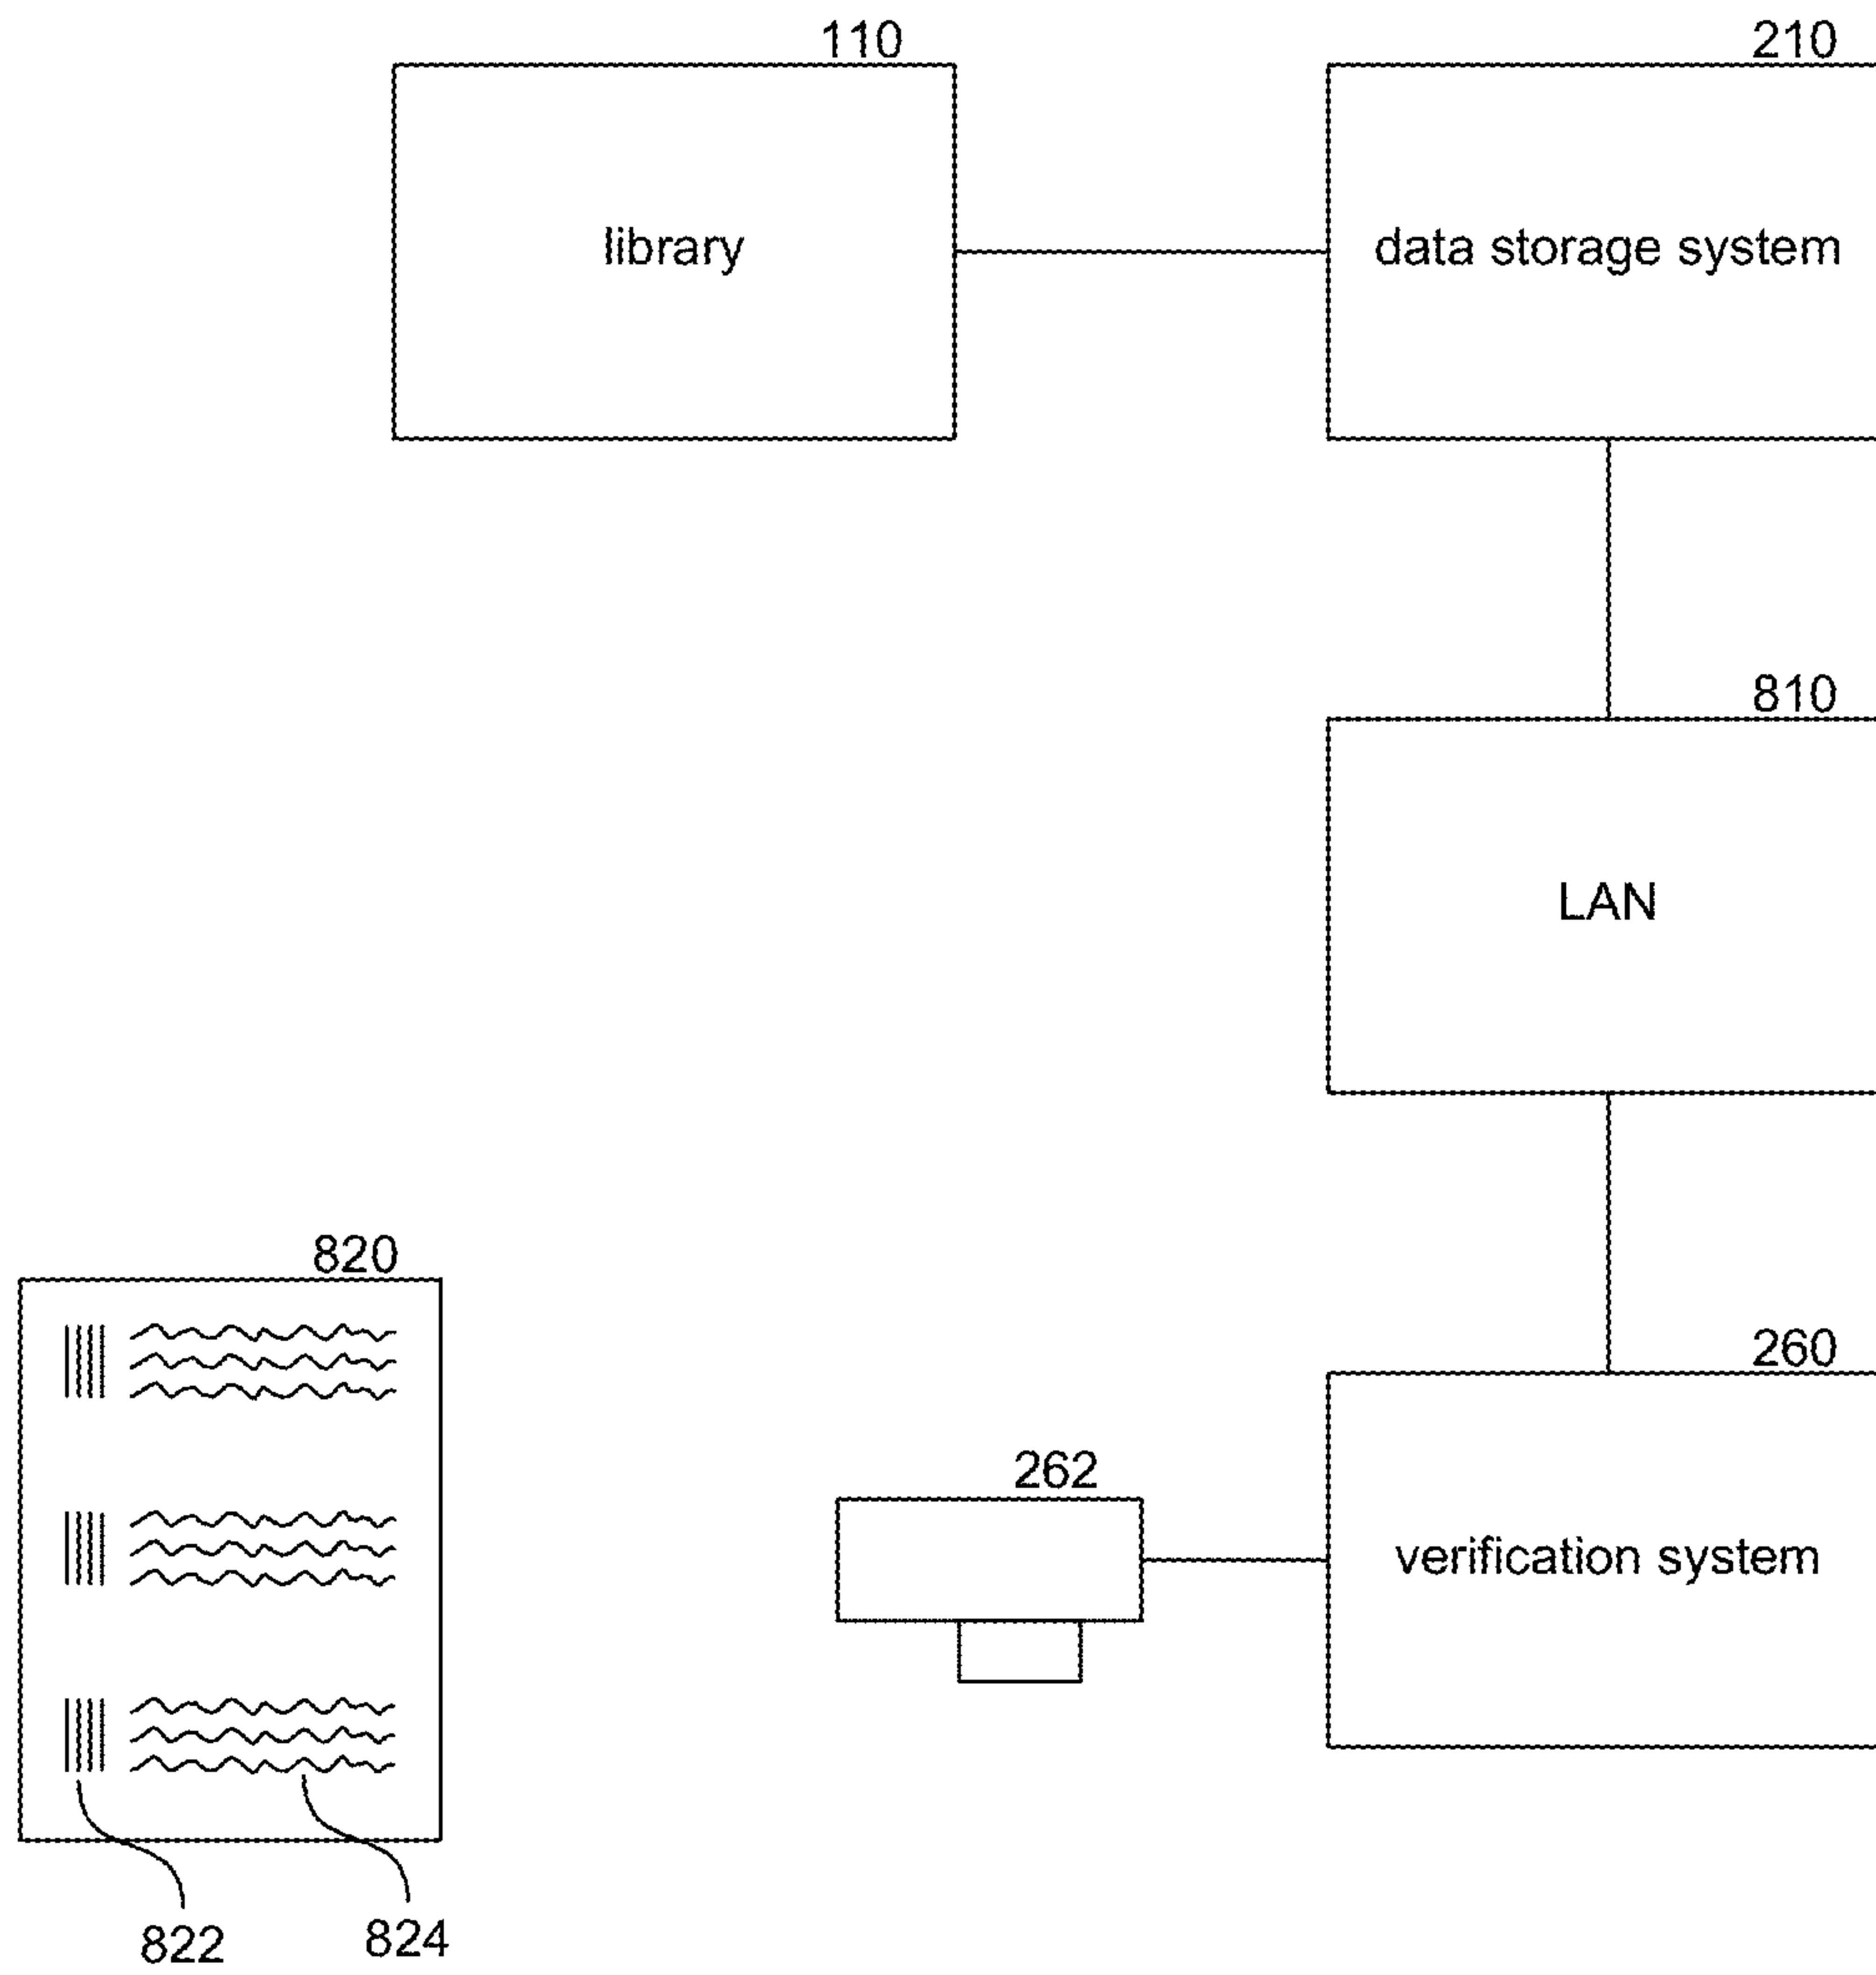 110
210
library
data storage system
810
LAN
820
260
262
verification system
822
824